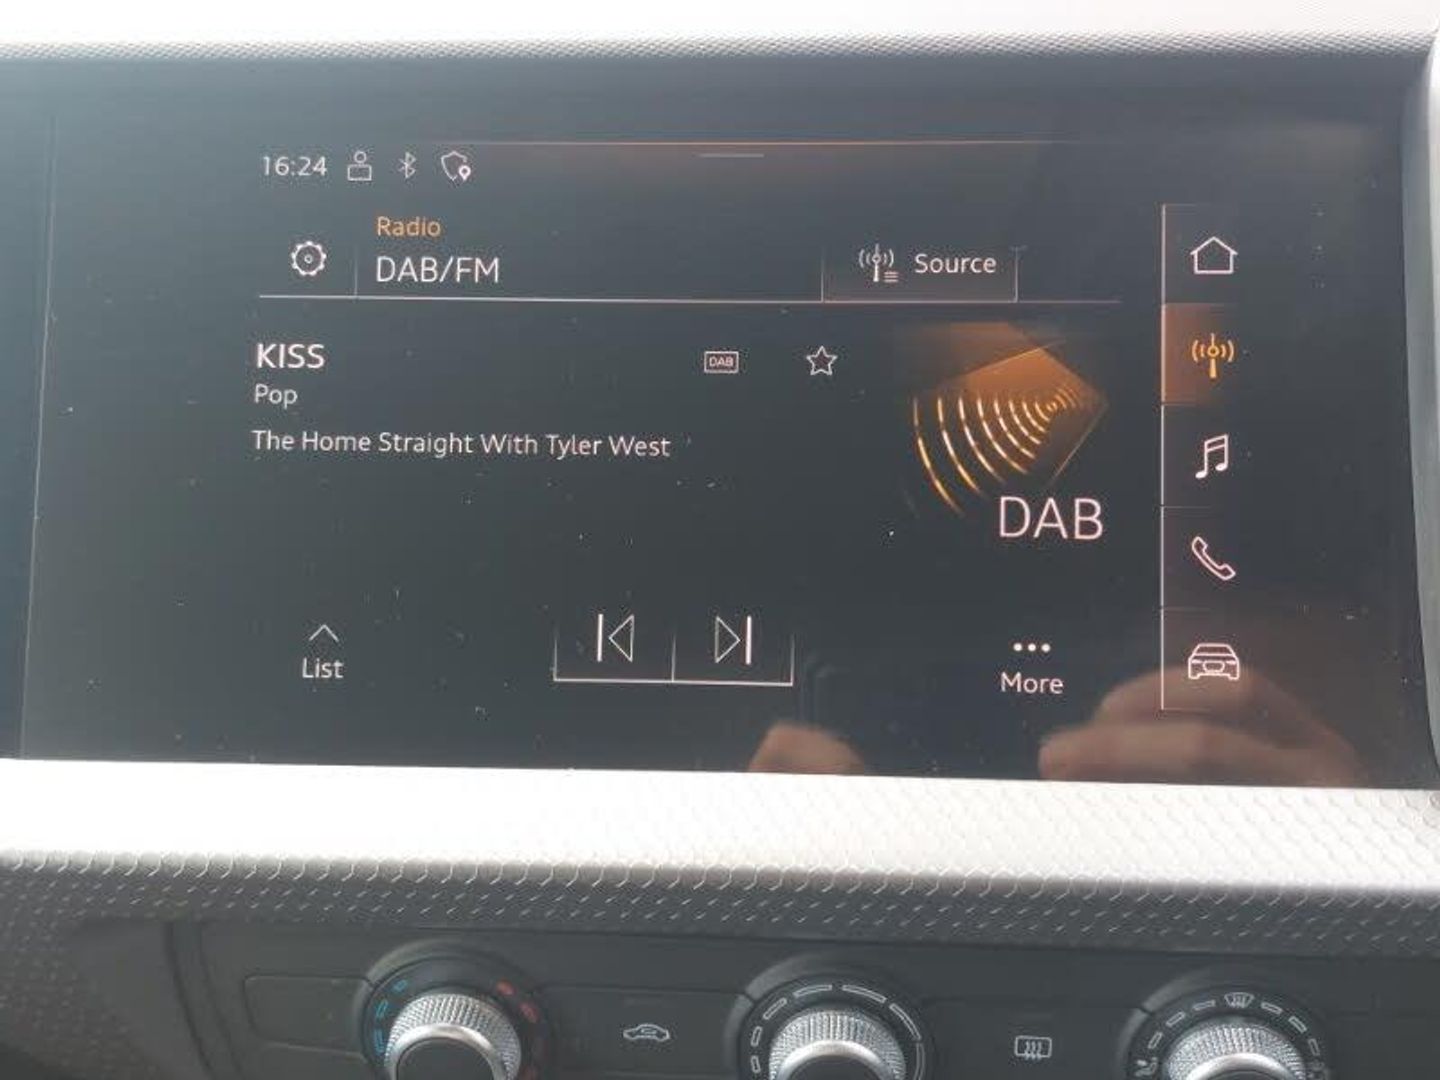 16:24
Radio
DAB/FM
Source
KISS
DAB
Pop
The Home Straight With Tyler West
DAB
List
More